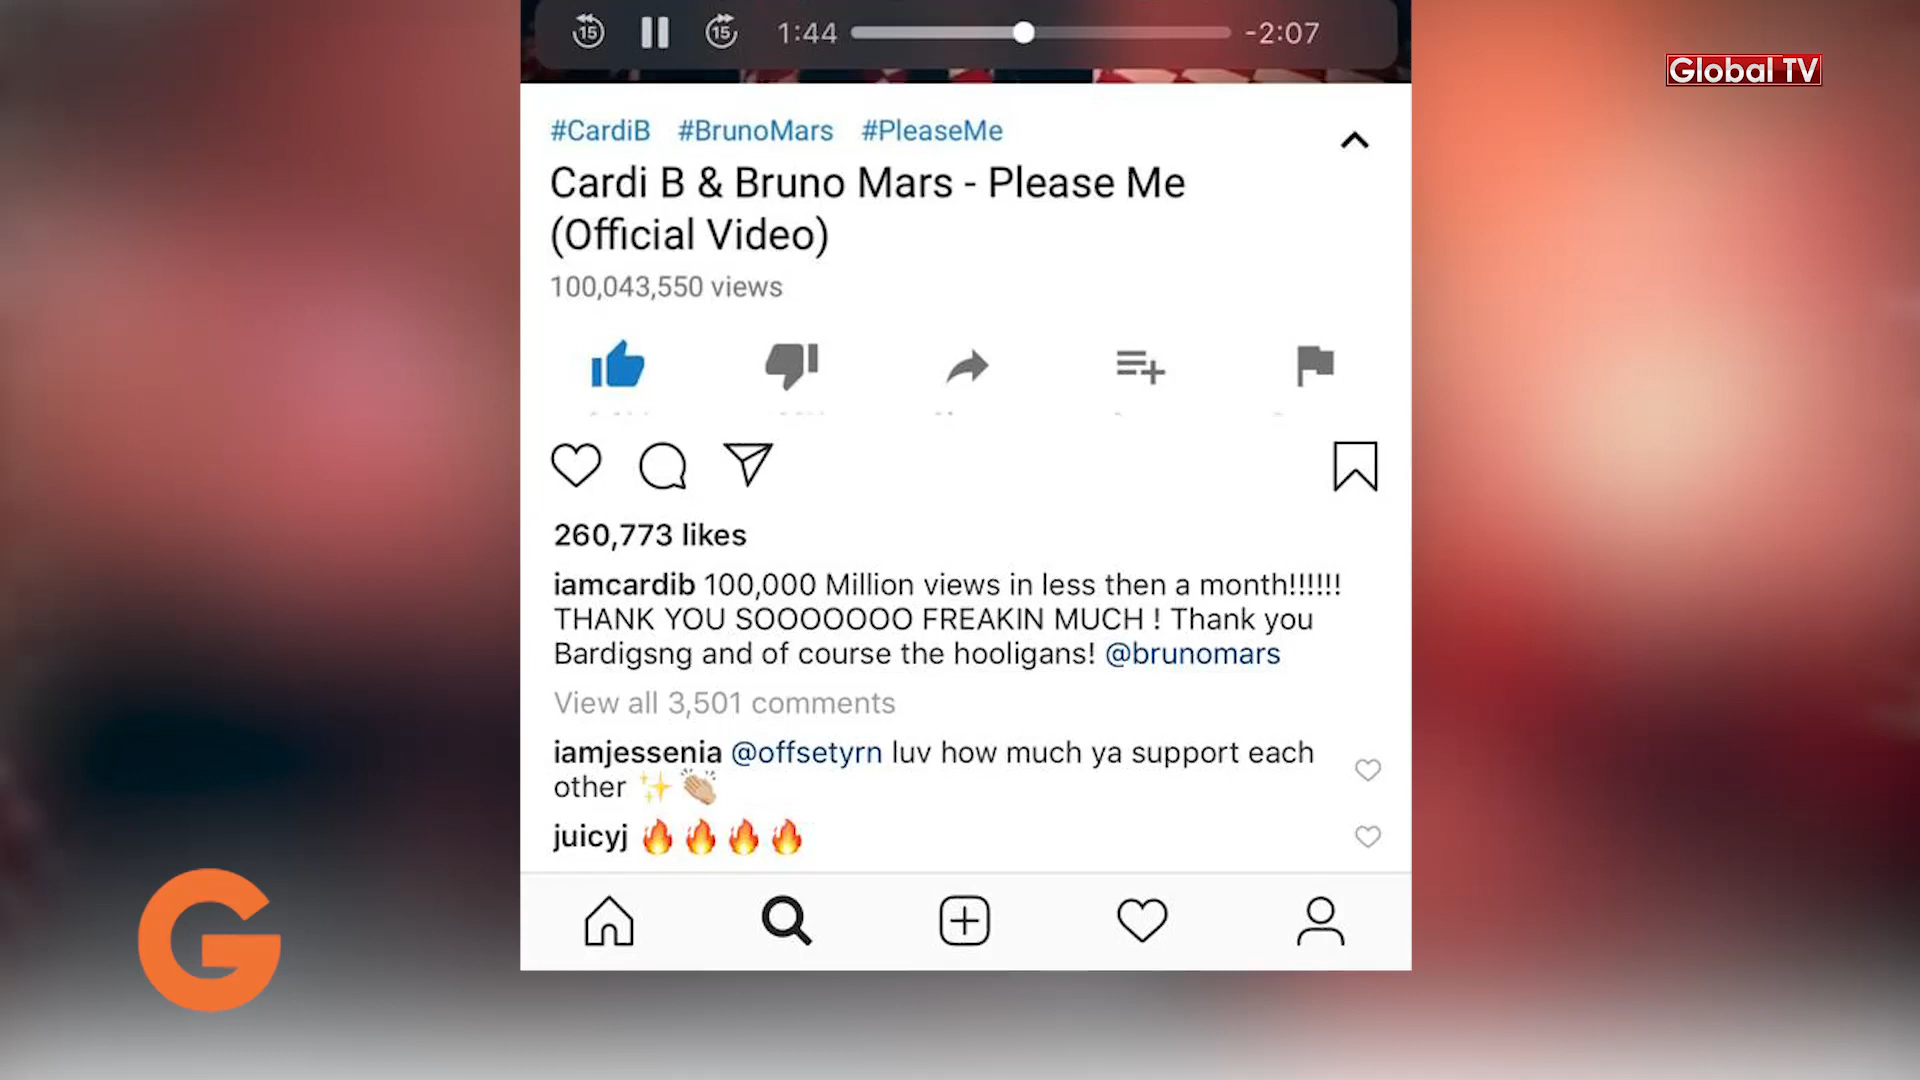 15
15
1:44
-2:07
Global TV
#CardiB #BrunoMars #PleaseMe
Cardi B & Bruno Mars - Please Me
(Official Video)
100,043,550 views
260,773 likes
iamcardib 100,000 Million views in less then a month!!!!!!
THANK YOU SOOOOOOO FREAKIN MUCH ! Thank you
Bardigsng and of course the hooligans! @brunomars
View all 3,501 comments
iamjessenia @offsetyrn luv how much ya support each
other ✨ 👏🏼
juicyj 🔥 🔥 🔥 🔥
G